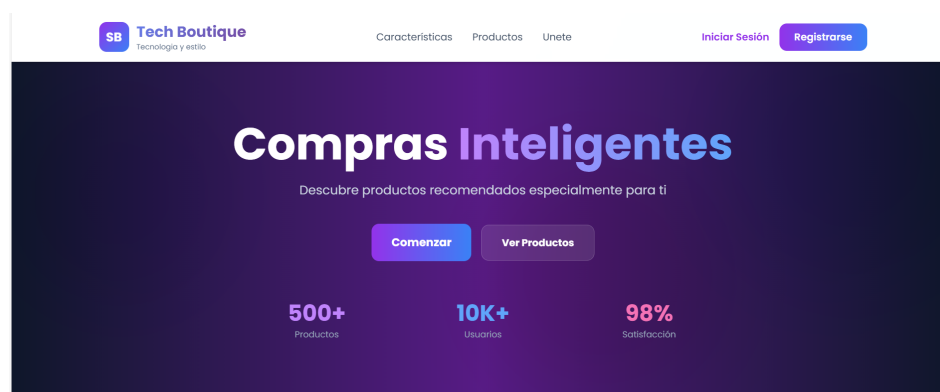 SB
Tech Boutique
Tecnología y estilo
Características
Productos
Unete
Iniciar Sesión
Registrarse
Compras Inteligentes
Descubre productos recomendados especialmente para ti
Comenzar
Ver Productos
500+
Productos
10K+
Usuarios
98%
Satisfacción